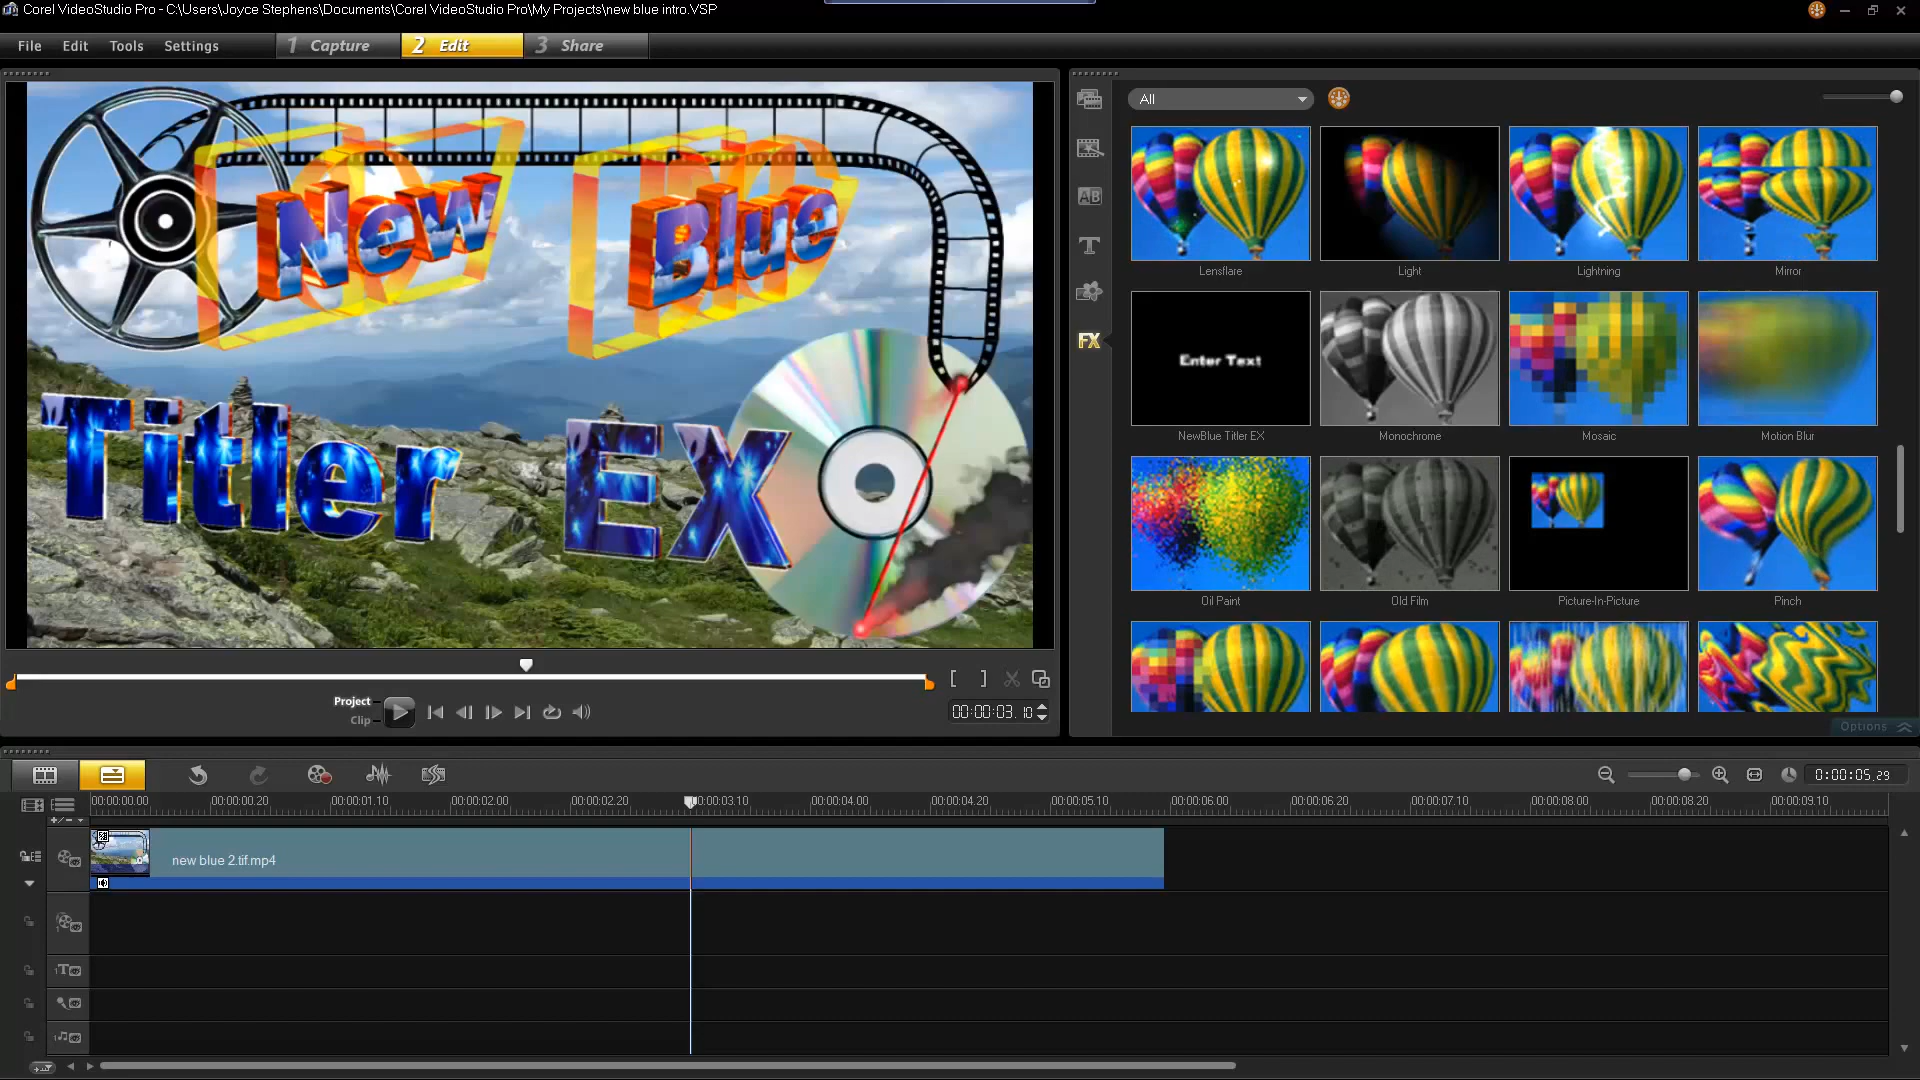 Corel VideoStudio Pro - C:\Users\Joyce Stephens\Documents\Corel VideoStudio Pro\My Projects\new blue intro.VSP
File Edit Tools Settings 1 Capture 2 Edit 3 Share
All
New Blue
Titler EX
Lensflare Light Lightning Mirror
Enter Text
NewBlue Titler EX Monochrome Mosaic Motion Blur
AB
T
FX
Oil Paint Old Film Picture-In-Picture Pinch
Project
Clip
[ ]
00:00:03. 10
Options
0:00:05.29
00:00:00.00 00:00:00.20 00:00:01.10 00:00:02.00 00:00:02.20 00:00:03.10 00:00:04.00 00:00:04.20 00:00:05.10 00:00:06.00 00:00:06.20 00:00:07.10 00:00:08.00 00:00:08.20 00:00:09.10
new blue 2.tif.mp4
1
1T
1